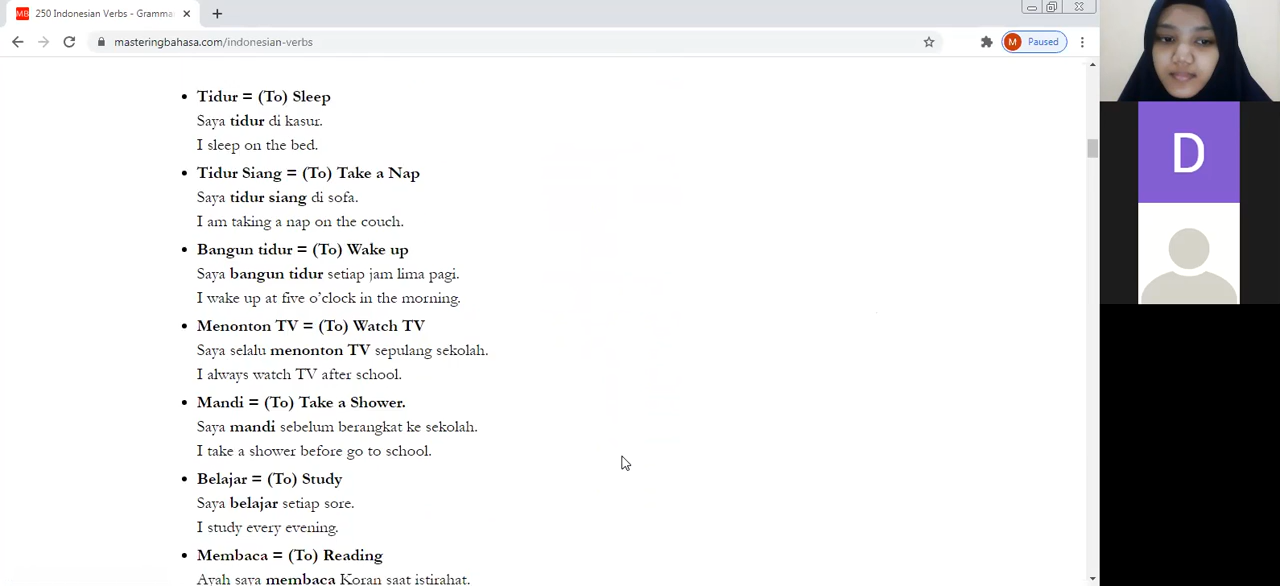 250 Indonesian Verbs - Gramma
masteringbahasa.com/indonesian-verbs
M
Paused
MB
D
Tidur = (To) Sleep
Saya tidur di kasur.
I sleep on the bed.
Tidur Siang = (To) Take a Nap
Saya tidur siang di sofa.
I am taking a nap on the couch.
Bangun tidur = (To) Wake up
Saya bangun tidur setiap jam lima pagi.
I wake up at five o’clock in the morning.
Menonton TV = (To) Watch TV
Saya selalu menonton TV sepulang sekolah.
I always watch TV after school.
Mandi = (To) Take a Shower.
Saya mandi sebelum berangkat ke sekolah.
I take a shower before go to school.
Belajar = (To) Study
Saya belajar setiap sore.
I study every evening.
Membaca = (To) Reading
Ayah saya membaca Koran saat istirahat.